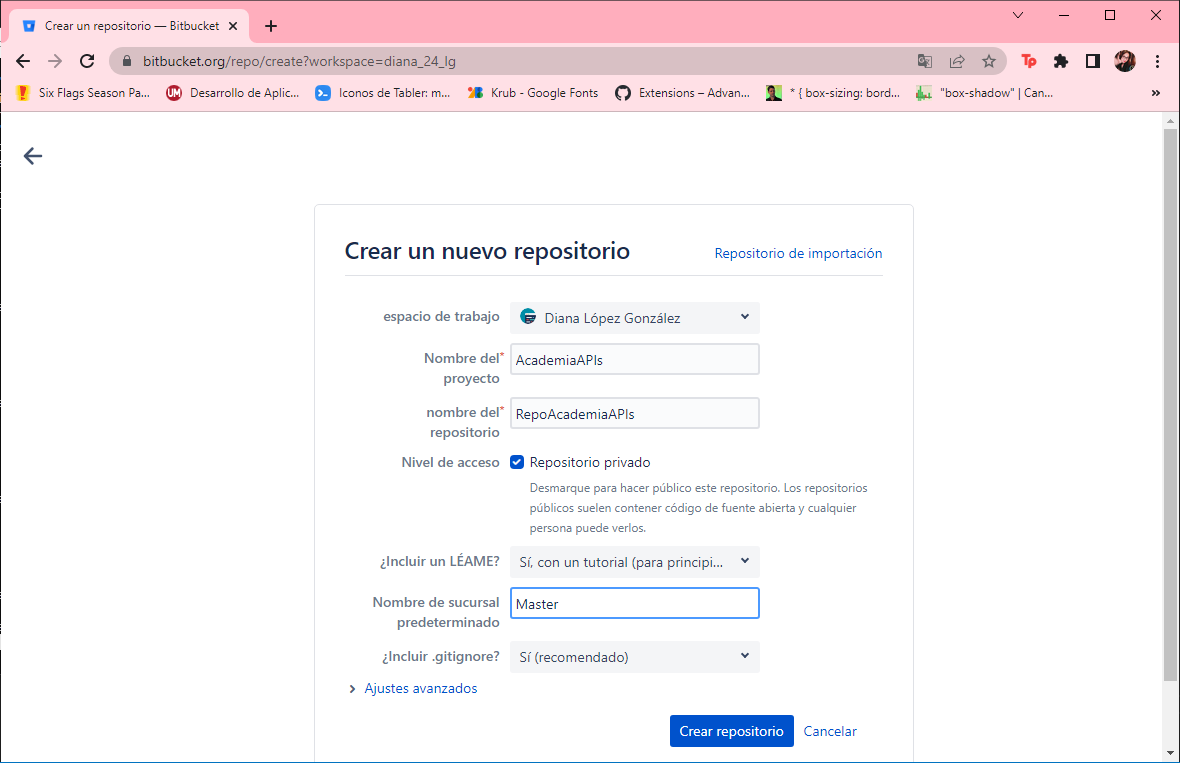 Crear un repositorio — Bitbucket
bitbucket.org/repo/create?workspace=diana_24_lg
Tp
Six Flags Season Pa...
UM Desarrollo de Aplic...
Iconos de Tabler: m...
Krub - Google Fonts
Extensions – Advan...
* { box-sizing: bord...
"box-shadow" | Can...
»
Crear un nuevo repositorio
Repositorio de importación
espacio de trabajo
Diana López González
Nombre del*
proyecto
AcademiaAPIs
nombre del*
repositorio
RepoAcademiaAPIs
Nivel de acceso
Repositorio privado
Desmarque para hacer público este repositorio. Los repositorios
públicos suelen contener código de fuente abierta y cualquier
persona puede verlos.
¿Incluir un LÉAME?
Sí, con un tutorial (para principi...
Nombre de sucursal
predeterminado
Master
¿Incluir .gitignore?
Sí (recomendado)
Ajustes avanzados
Crear repositorio
Cancelar